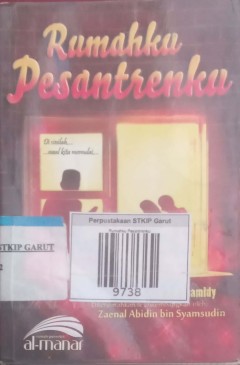 Rumahku
Pesantrenku
Di sinilah...
awal kita memulai...
Perpustakaan STKIP Garut
9738
STKIP GARUT
amidy
Zaenal Abidin bin Syamsudin
al-manar